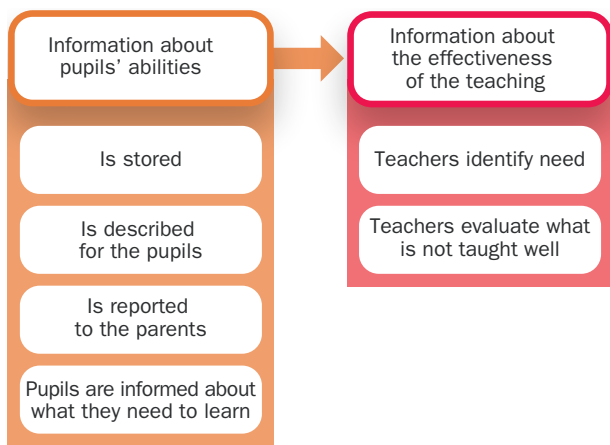 Information about
pupils' abilities
Is stored
Is described
for the pupils
Is reported
to the parents
Pupils are informed about
what they need to learn
Information about
the effectiveness
of the teaching
Teachers identify need
Teachers evaluate what
is not taught well